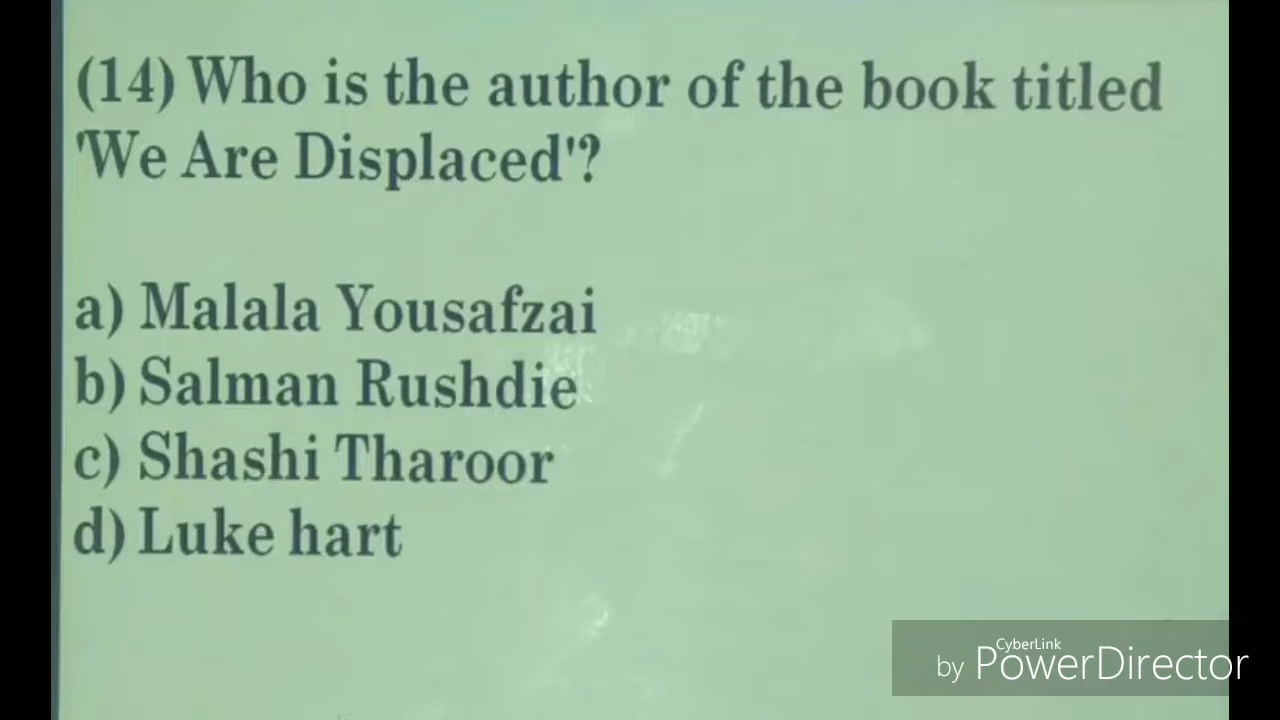 (14) Who is the author of the book titled
'We Are Displaced'?
a) Malala Yousafzai
b) Salman Rushdie
c) Shashi Tharoor
d) Luke hart
CyberLink
by PowerDirector